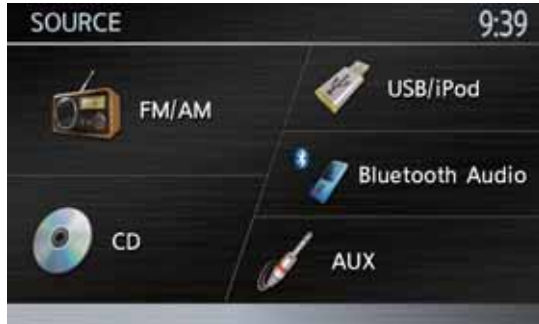 SOURCE 9:39
FM/AM
USB/iPod
Bluetooth Audio
CD
AUX